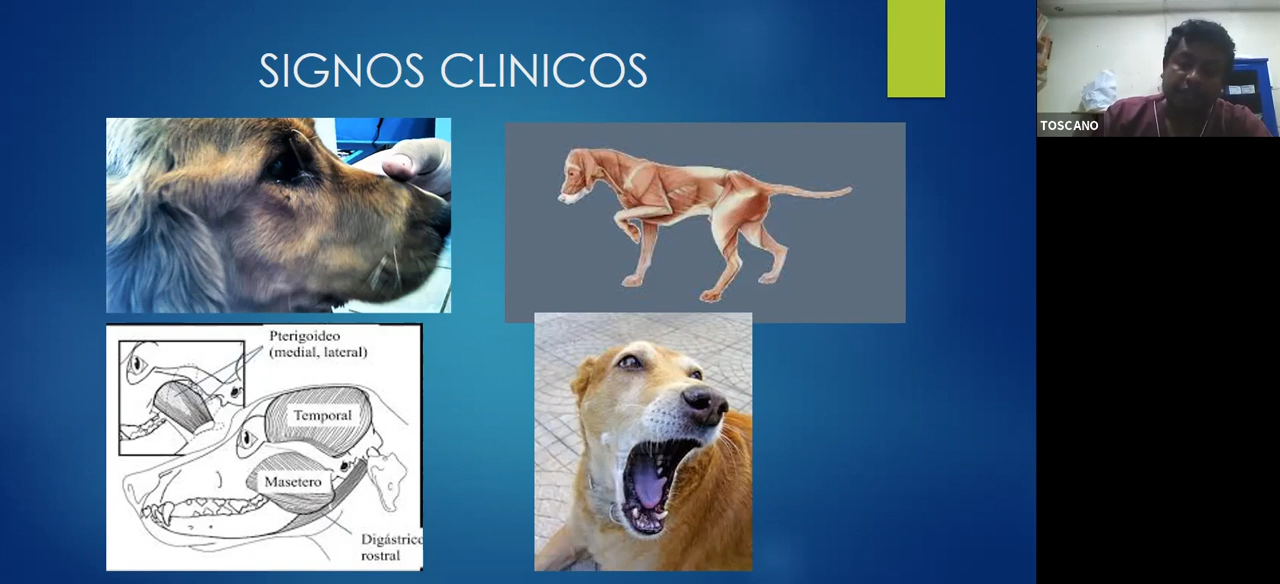 SIGNOS CLINICOS
TOSCANO
Pterigoideo
(medial, lateral)
Temporal
Masetero
Digástrico
rostral